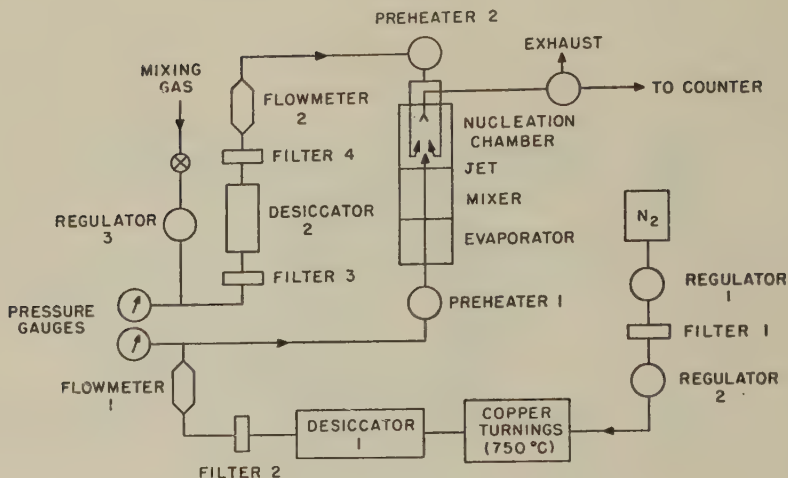 PREHEATER 2
EXHAUST
MIXING
GAS
TO COUNTER
FLOWMETER
2
NUCLEATION
CHAMBER
FILTER 4
JET
MIXER
N2
REGULATOR
3
DESICCATOR
2
EVAPORATOR
FILTER 3
REGULATOR
1
PREHEATER 1
PRESSURE
GAUGES
FILTER 1
FLOWMETER
1
REGULATOR
2
COPPER
TURNINGS
(750 °C)
DESICCATOR
1
FILTER 2